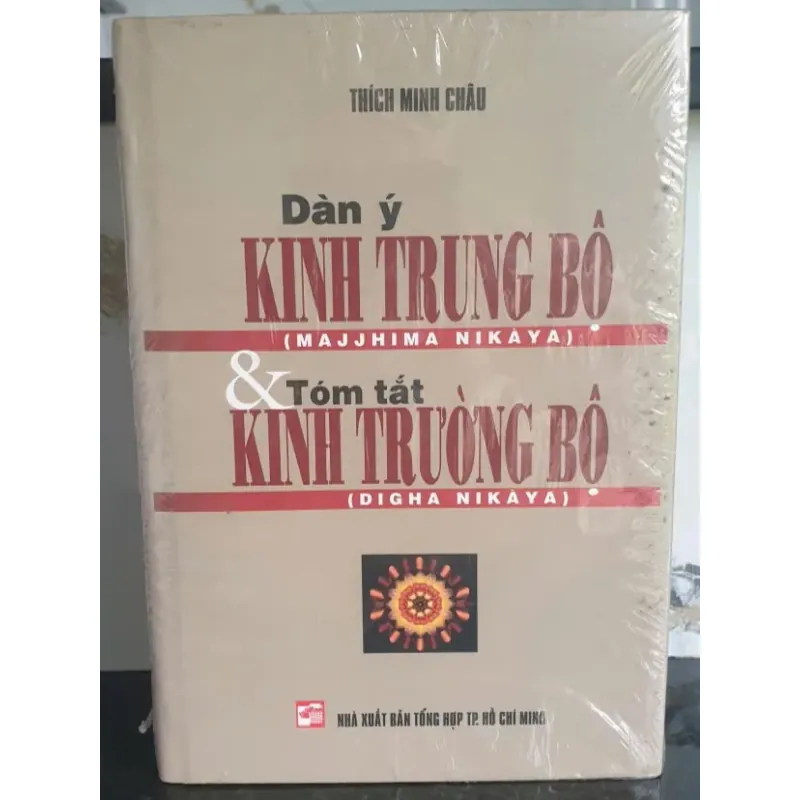 THÍCH MINH CHÂU
Dàn ý
KINH TRUNG BỘ
(MAJJHIMA NIKÀYA)
& Tóm tắt
KINH TRƯỜNG BỘ
(DIGHA NIKÀYA)
NHÀ XUẤT BẢN TỔNG HỢP TP. HỒ CHÍ MINH